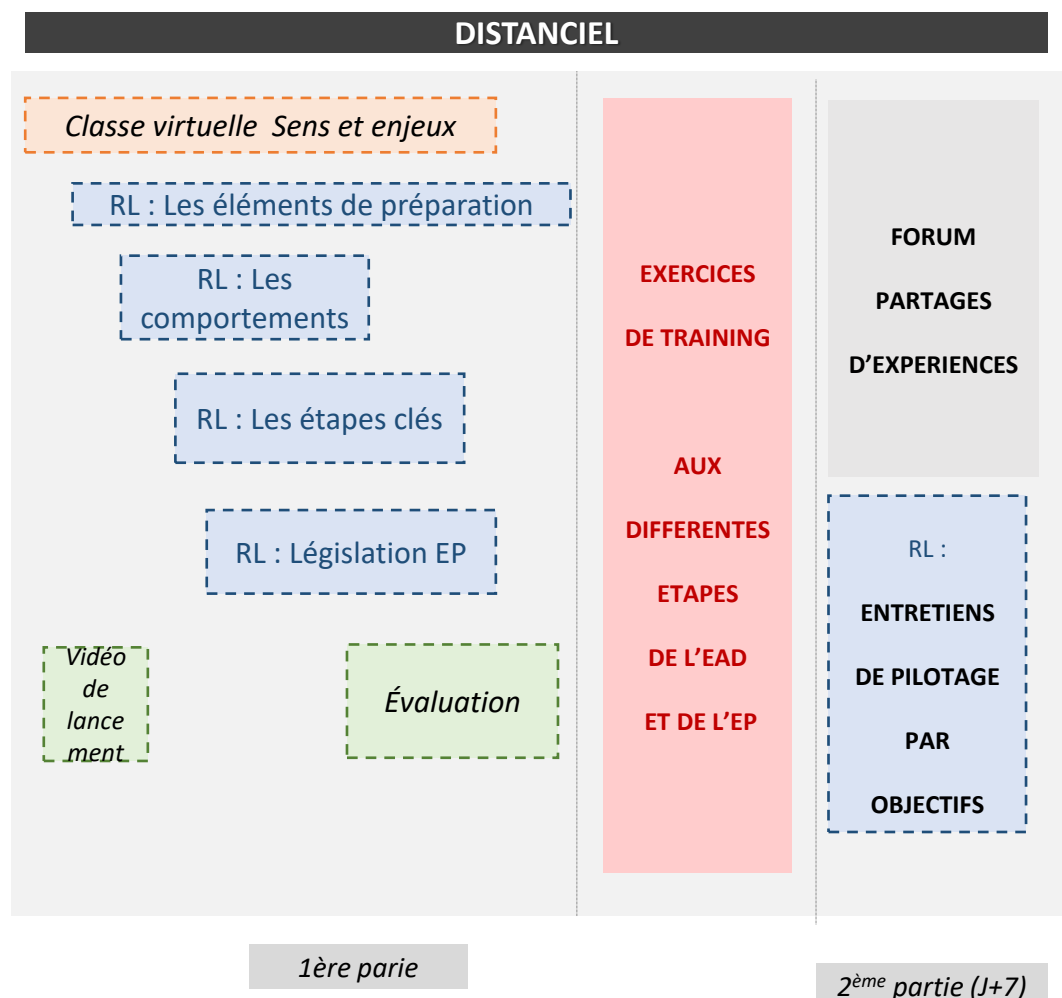 DISTANCIEL
Classe virtuelle Sens et enjeux
RL : Les éléments de préparation
RL : Les
comportements
RL : Les étapes clés
RL : Législation EP
Vidéo
de
lance
ment
Évaluation
EXERCICES
DE TRAINING
AUX
DIFFERENTES
ETAPES
DE L’EAD
ET DE L’EP
FORUM
PARTAGES
D’EXPERIENCES
RL :
ENTRETIENS
DE PILOTAGE
PAR
OBJECTIFS
1ère parie
2ème partie (J+7)